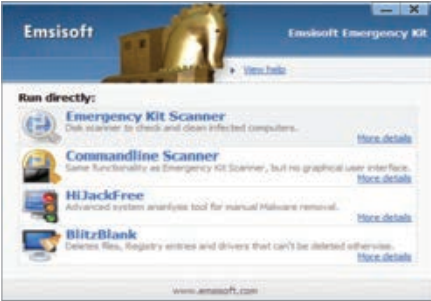 Emsisoft
Emsisoft Emergency Kit
View help
Run directly:
Emergency Kit Scanner
Disk scanner to check and clean infected computers.
More details
Commandline Scanner
Same functionality as Emergency Kit Scanner, but no graphical user interface.
More details
HiJackFree
Advanced system ananlysis tool for manual Malware removal.
More details
BlitzBlank
Deletes files, Registry entries and drivers that can't be deleted otherwise.
More details
www.emsisoft.com